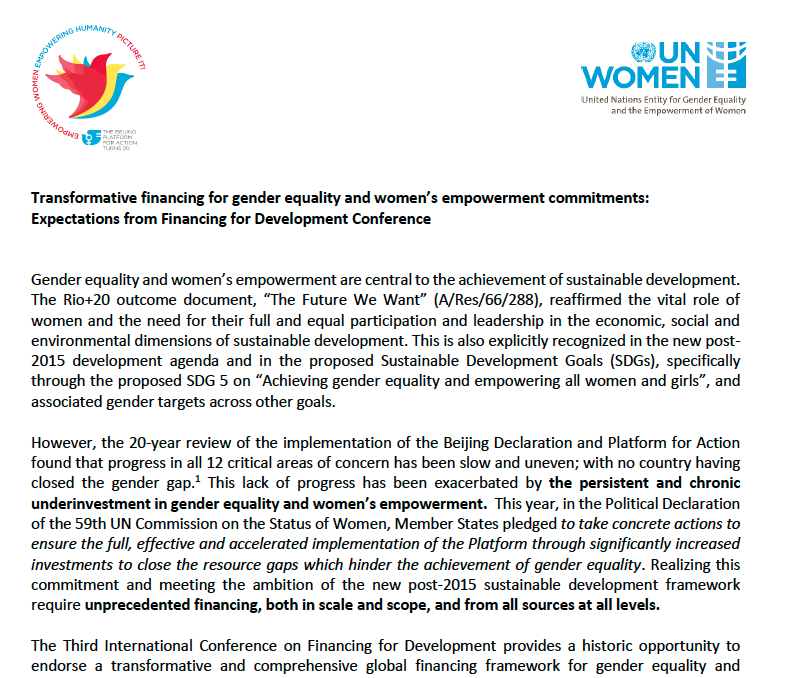 EMPOWERING WOMEN EMPOWERING HUMANITY PICTURE IT!
THE BEIJING
PLATFORM
FOR ACTION
TURNS 20
UN
WOMEN
United Nations Entity for Gender Equality
and the Empowerment of Women
Transformative financing for gender equality and women’s empowerment commitments:
Expectations from Financing for Development Conference
Gender equality and women’s empowerment are central to the achievement of sustainable development.
The Rio+20 outcome document, “The Future We Want” (A/Res/66/288), reaffirmed the vital role of
women and the need for their full and equal participation and leadership in the economic, social and
environmental dimensions of sustainable development. This is also explicitly recognized in the new post-
2015 development agenda and in the proposed Sustainable Development Goals (SDGs), specifically
through the proposed SDG 5 on “Achieving gender equality and empowering all women and girls”, and
associated gender targets across other goals.
However, the 20-year review of the implementation of the Beijing Declaration and Platform for Action
found that progress in all 12 critical areas of concern has been slow and uneven; with no country having
closed the gender gap.¹ This lack of progress has been exacerbated by the persistent and chronic
underinvestment in gender equality and women’s empowerment. This year, in the Political Declaration
of the 59th UN Commission on the Status of Women, Member States pledged to take concrete actions to
ensure the full, effective and accelerated implementation of the Platform through significantly increased
investments to close the resource gaps which hinder the achievement of gender equality. Realizing this
commitment and meeting the ambition of the new post-2015 sustainable development framework
require unprecedented financing, both in scale and scope, and from all sources at all levels.
The Third International Conference on Financing for Development provides a historic opportunity to
endorse a transformative and comprehensive global financing framework for gender equality and